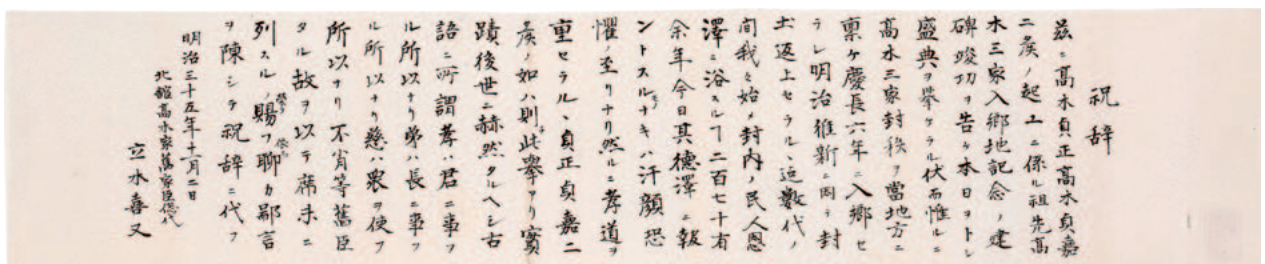 祝辞
茲ニ高木貞正高木貞嘉
二矦ノ起工ニ係ル祖先高
木三家入郷地記念ノ建
碑竣功ヲ告ケ本日ヲトシ
盛典ヲ擧ケラル伏而惟ルニ
高木三家封秩ヲ當地方ニ
禀ケ慶長六年ニ入郷セ
ラレ明治維新ニ因テ封
土返上セラルヽ迄數代ノ
間我々始メ封内ノ民人恩
澤ニ浴スルヿ二百七十有
余年今日其德澤ニ報
ントスルナキハ汗顔恐
懼ノ至リナリ然ルニ孝道ヲ
重セラルヽ貞正貞嘉二
矦ノ如ハ則此擧アリ實
蹟後世ニ赫然タルヘシ古
語ニ所謂孝ハ君ニ事フ
ル所以ナリ弟ハ長ニ事フ
ル所以ナリ慈ハ衆ヲ使フ
所以ナリ不肖等舊臣
タル故ヲ以テ席末ニ
列スルノ賜フ聊カ鄙言
ヲ陳シテ祝辞ニ代フ
明治三十五年十一月二日
北舘高木家舊家臣惣代
立木喜又